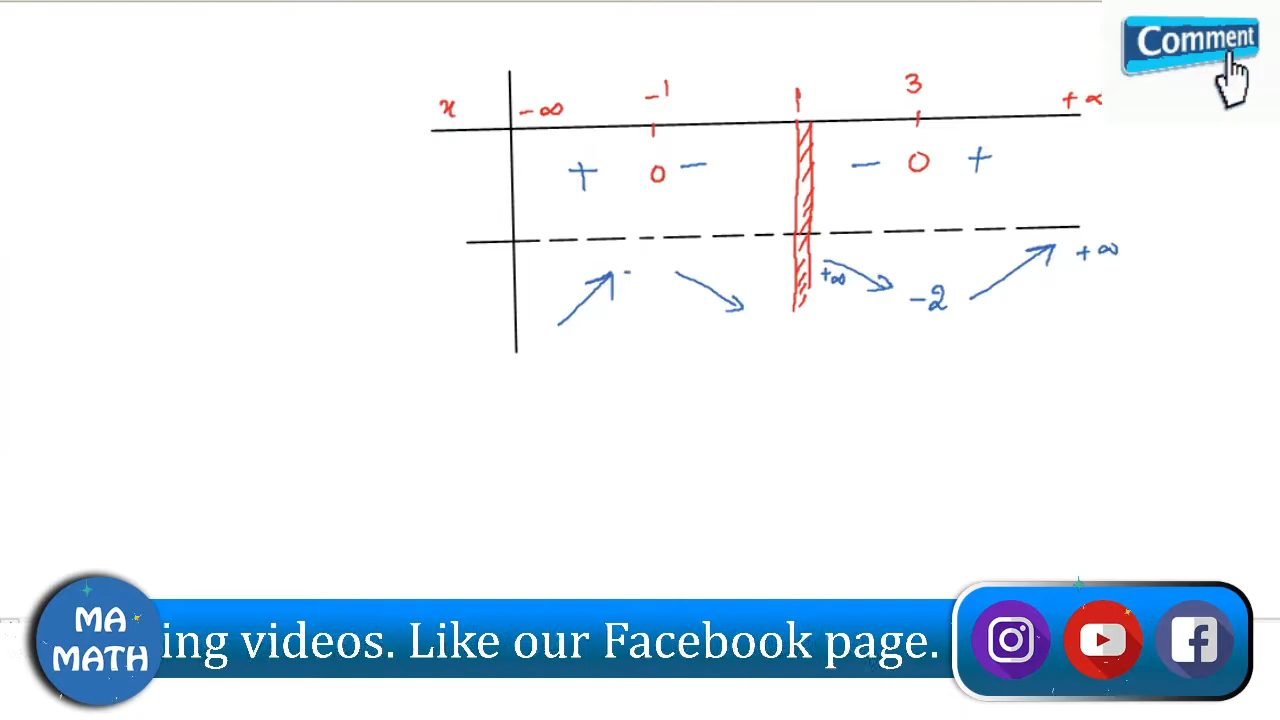 Comment
x -∞ -1 1 3 +∞
+ 0 - - 0 +
+∞ -2 +∞
MA MATH
ing videos. Like our Facebook page.